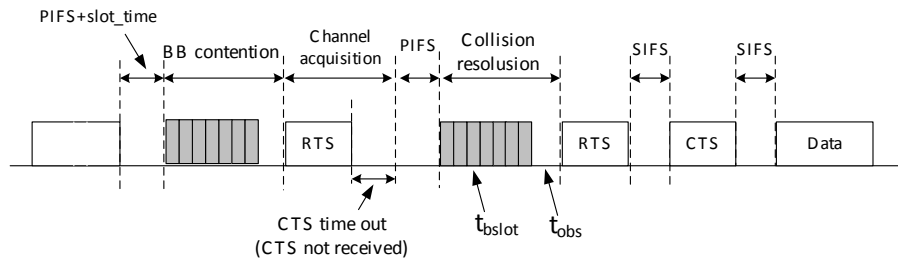 PIFS+slot_time
BB contention
Channel
acquisition
PIFS
Collision
resolusion
SIFS
SIFS
RTS
RTS
CTS
Data
CTS time out
(CTS not received)
tbslot
tobs